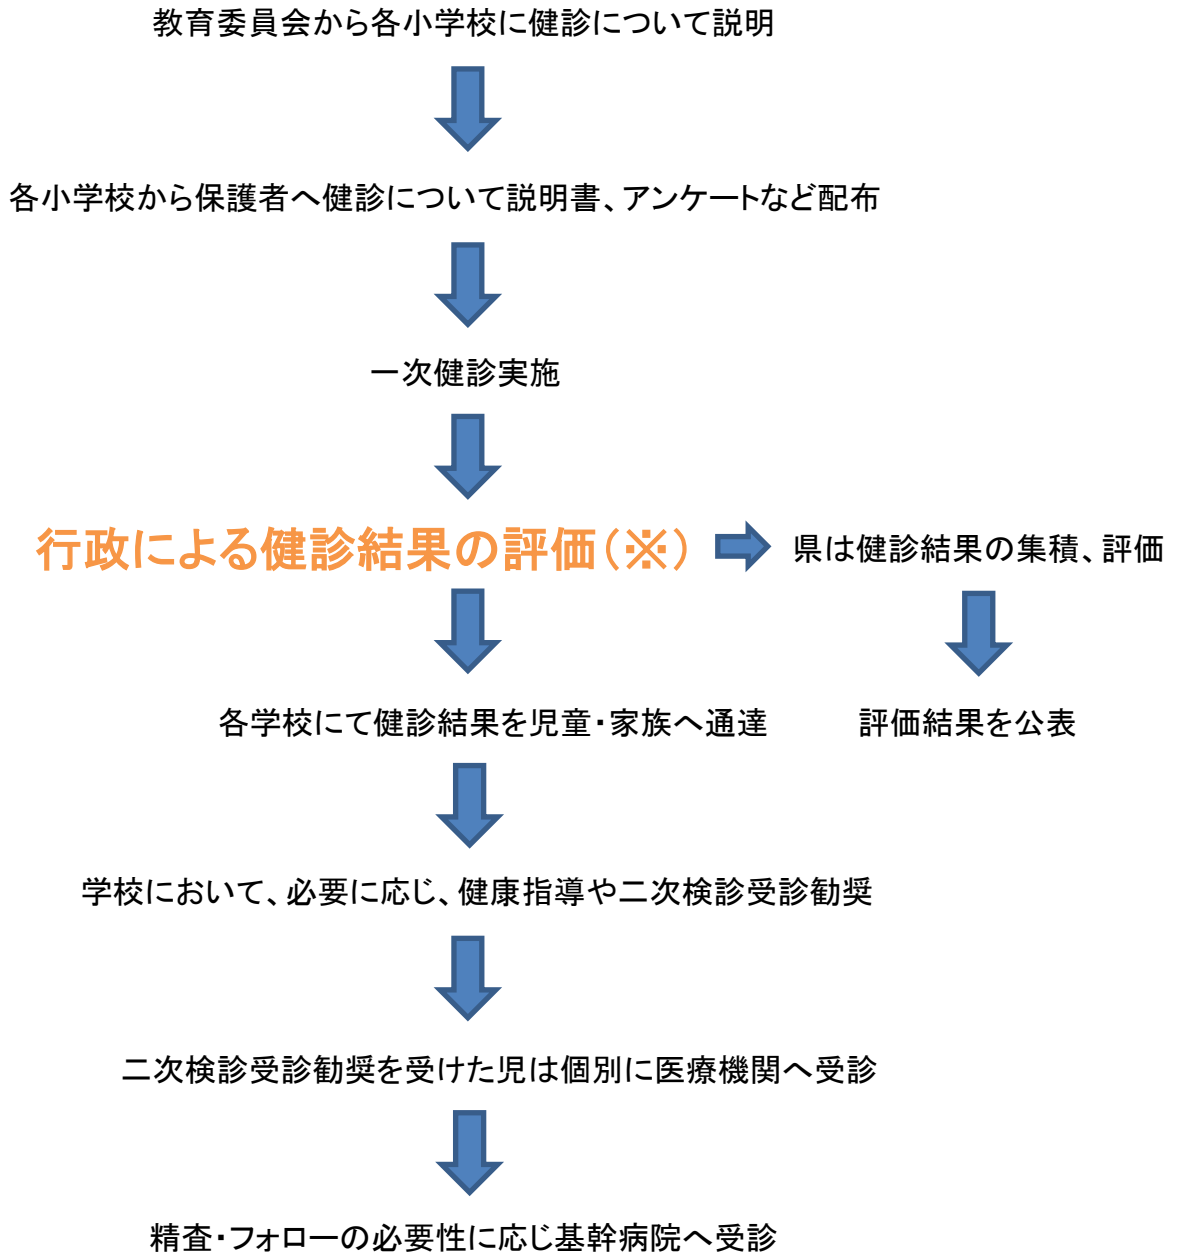 教育委員会から各小学校に健診について説明
各小学校から保護者へ健診について説明書、アンケートなど配布
一次健診実施
行政による健診結果の評価(※)
県は健診結果の集積、評価
各学校にて健診結果を児童・家族へ通達
評価結果を公表
学校において、必要に応じ、健康指導や二次検診受診勧奨
二次検診受診勧奨を受けた児は個別に医療機関へ受診
精査・フォローの必要性に応じ基幹病院へ受診